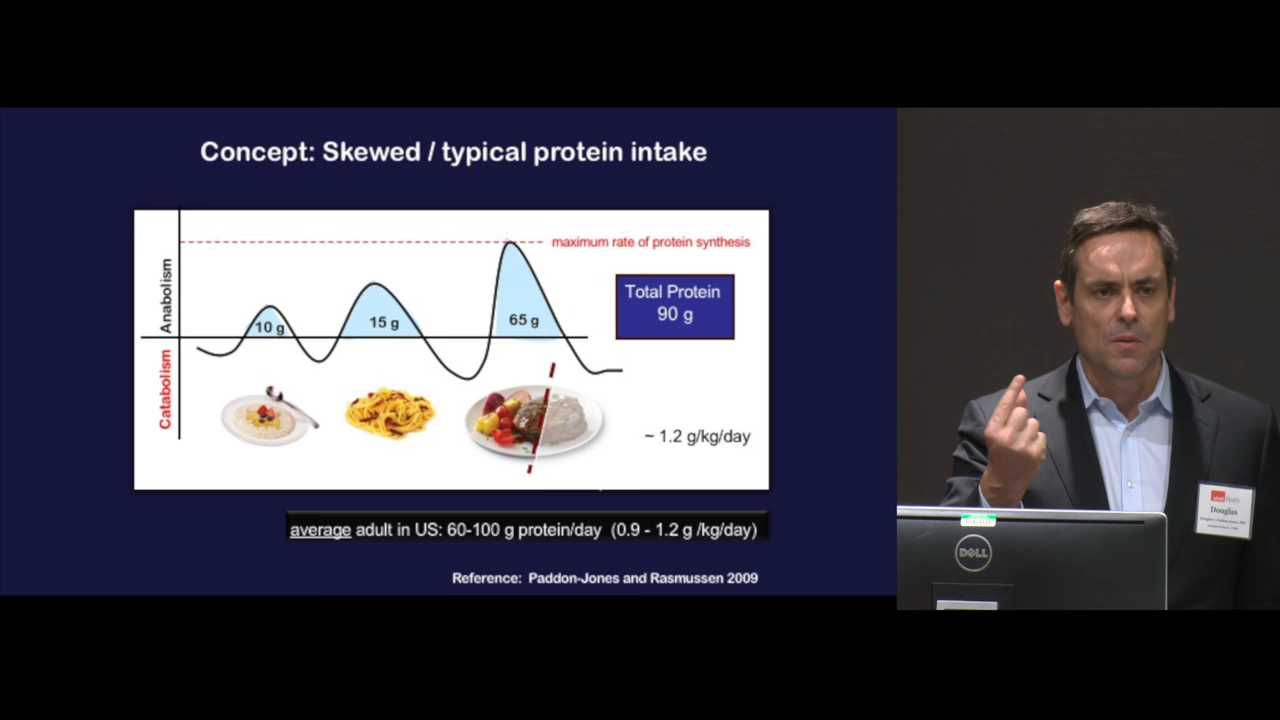 Concept: Skewed / typical protein intake
Anabolism
Catabolism
maximum rate of protein synthesis
10 g
15 g
65 g
Total Protein
90 g
~ 1.2 g/kg/day
average adult in US: 60-100 g protein/day (0.9 - 1.2 g /kg/day)
Reference: Paddon-Jones and Rasmussen 2009
Health
Douglas
DELL